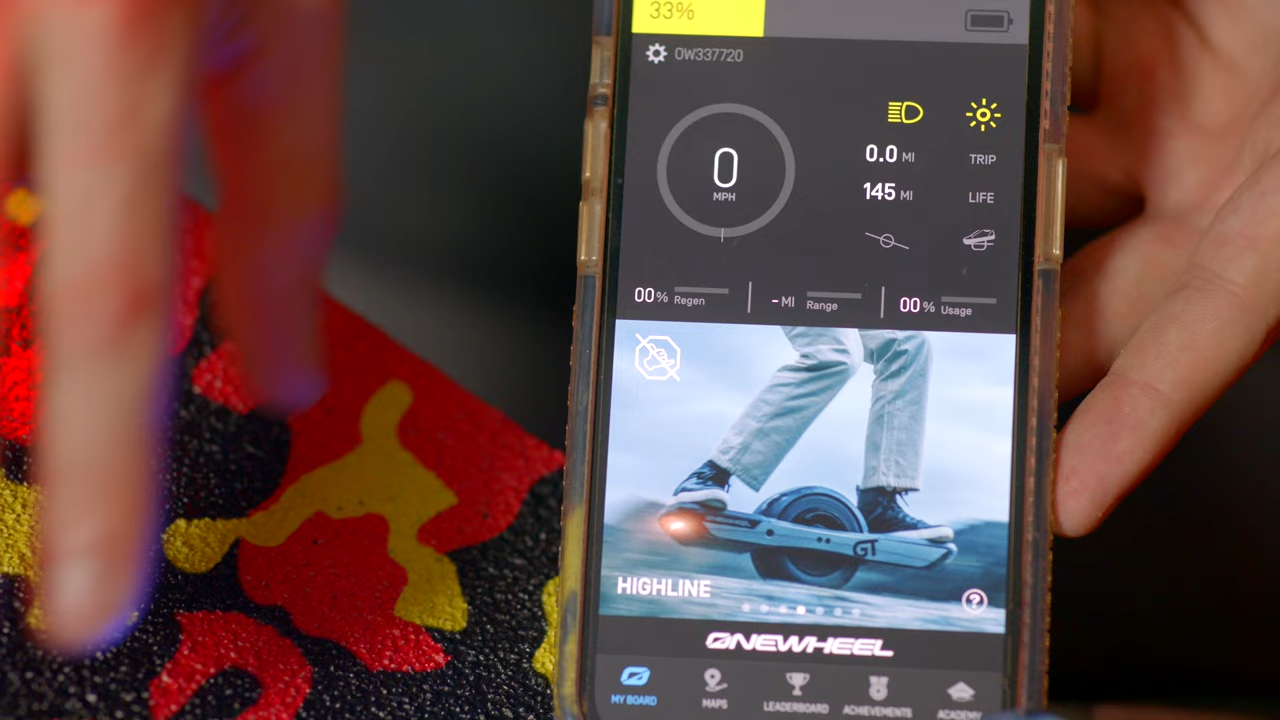 33%
OW337720
0
MPH
0.0 MI TRIP
145 MI LIFE
00% Regen
- MI Range
00% Usage
GT
HIGHLINE
?
ONEWHEEL
MY BOARD
MAPS
LEADERBOARD
ACHIEVEMENTS
ACADEMY